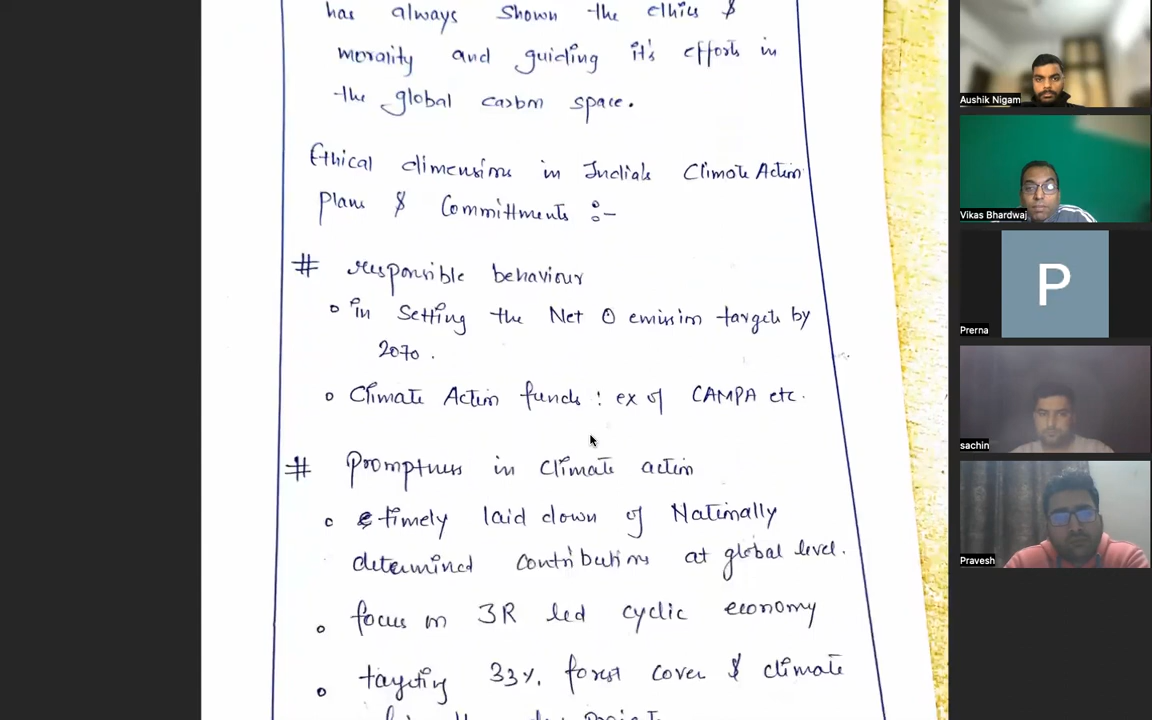 has always shown the ethics &
morality and guiding it's efforts in
the global carbon space.
Ethical dimensions in India's Climate Action
Plans & Committments :-
# responsible behaviour
o in setting the Net 0 emission targets by
2070.
o Climate Action funds : ex of CAMPA etc.
# Promptness in climate action
o timely laid down of Nationally
determined contributions at global level.
o focus on 3R led cyclic economy
o targeting 33% forest cover & climate
Aushik Nigam
Vikas Bhardwaj
P
Prerna
sachin
Pravesh